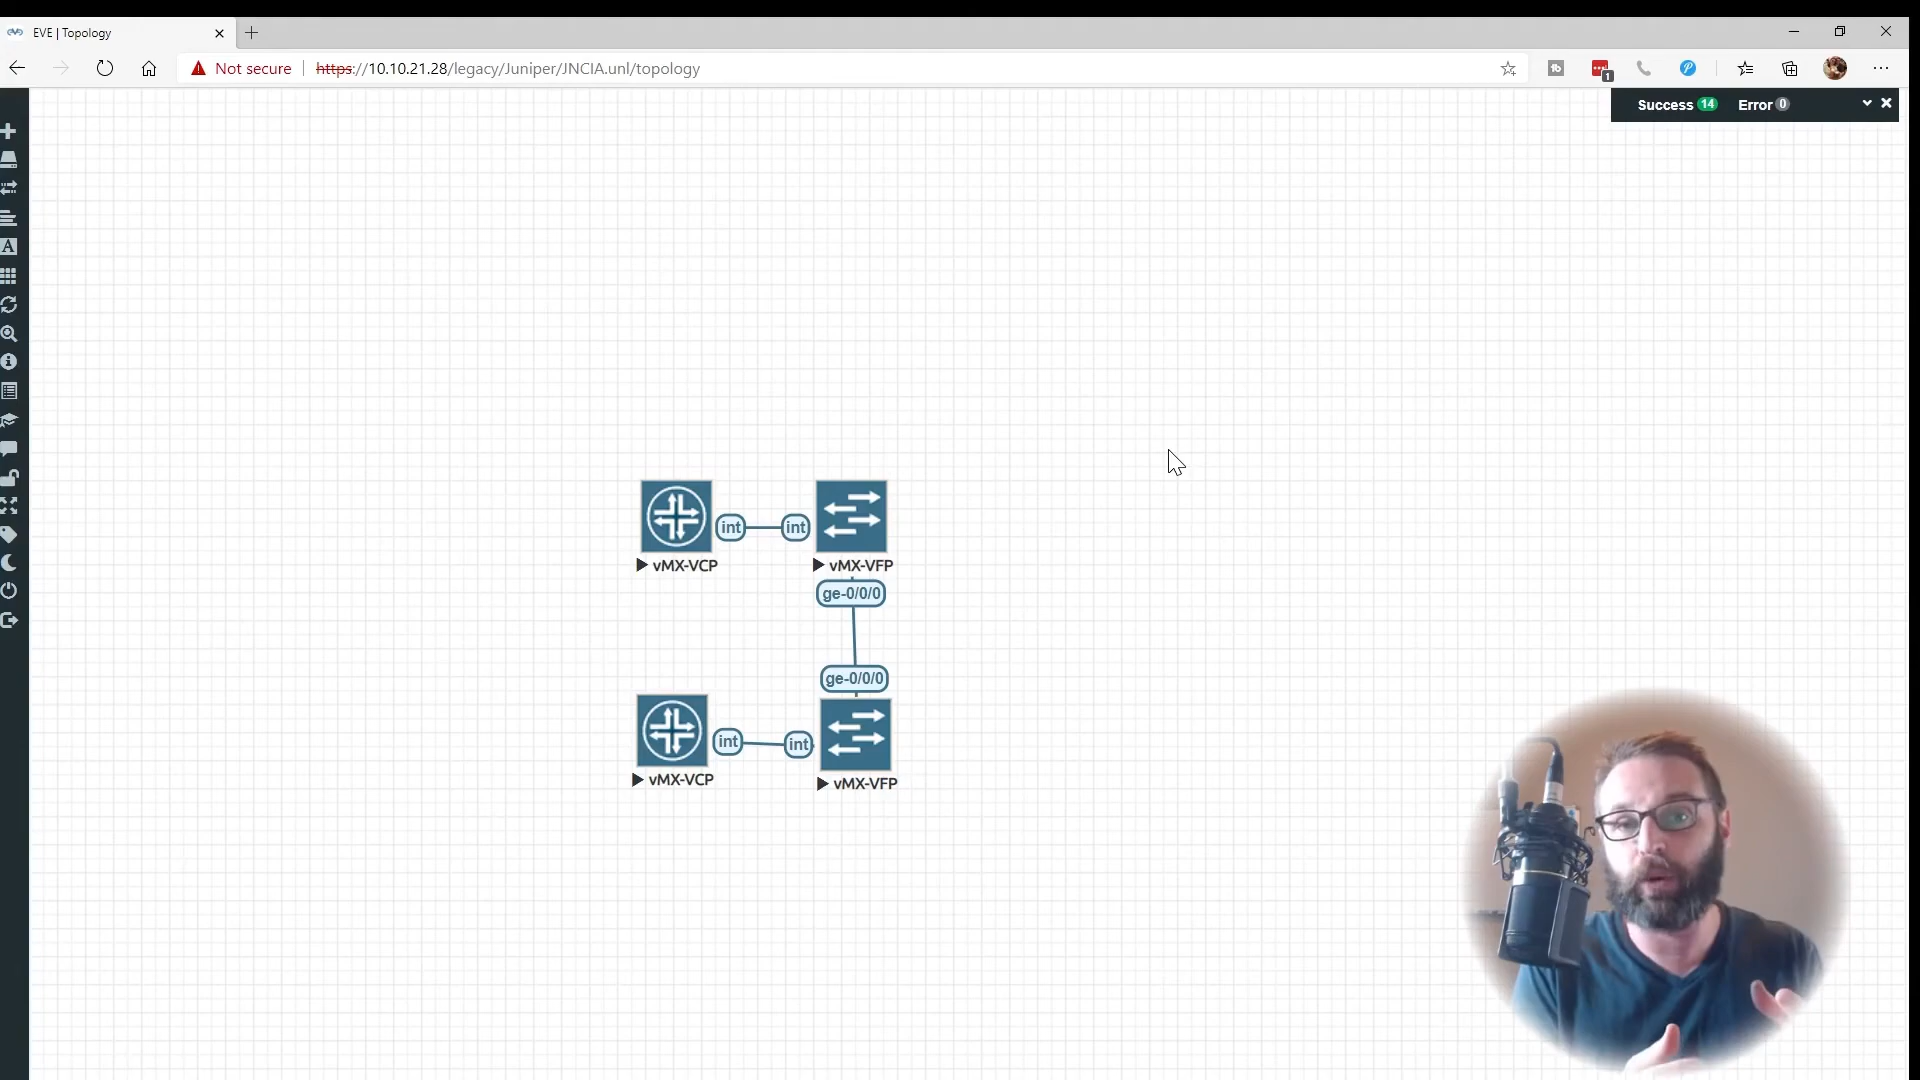 EVE | Topology
Not secure
https://10.10.21.28/legacy/Juniper/JNCIA.unl/topology
1
Success 14 Error 0
A
int int
vMX-VCP vMX-VFP
ge-0/0/0
ge-0/0/0
int int
vMX-VCP vMX-VFP